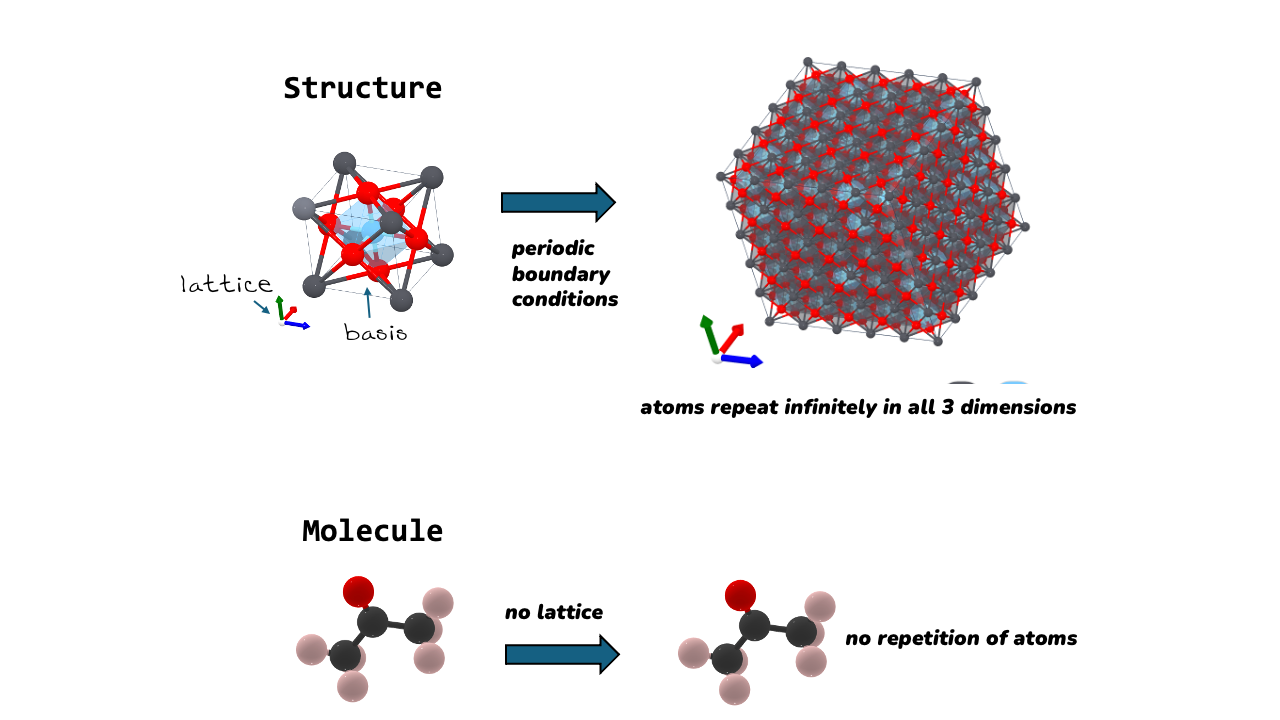 Structure
lattice
basis
periodic
boundary
conditions
atoms repeat infinitely in all 3 dimensions
Molecule
no lattice
no repetition of atoms